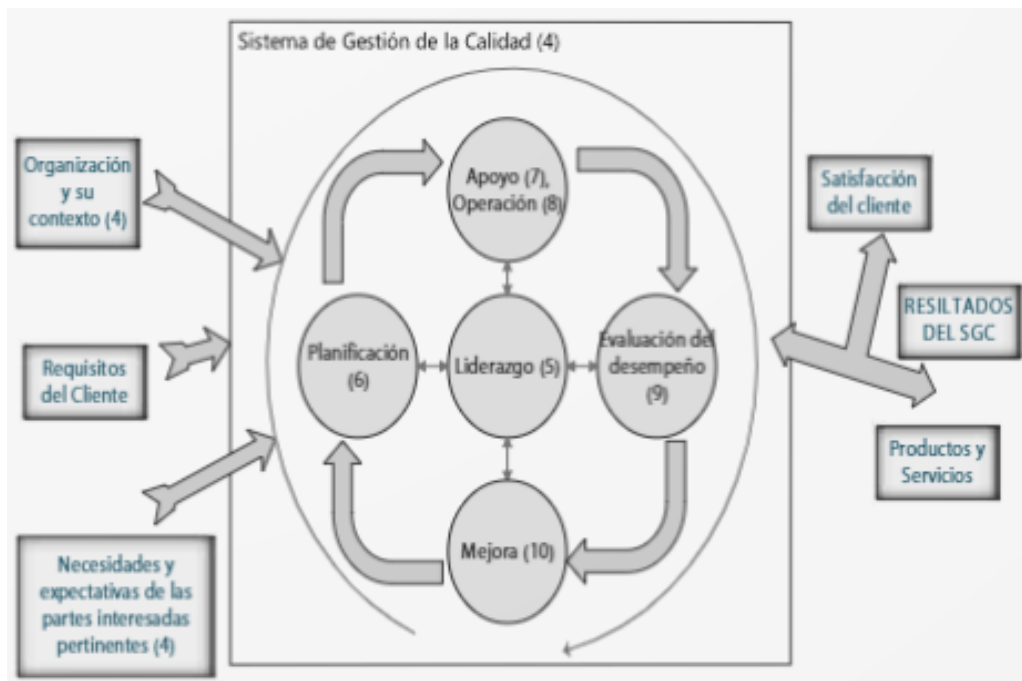 Sistema de Gestión de la Calidad (4)
Organización
y su
contexto (4)
Requisitos
del Cliente
Necesidades y
expectativas de las
partes interesadas
pertinentes (4)
Apoyo (7),
Operación (8)
Planificación
(6)
Liderazgo (5)
Evaluación del
desempeño
(9)
Mejora (10)
Satisfacción
del cliente
RESILTADOS
DEL SGC
Productos y
Servicios